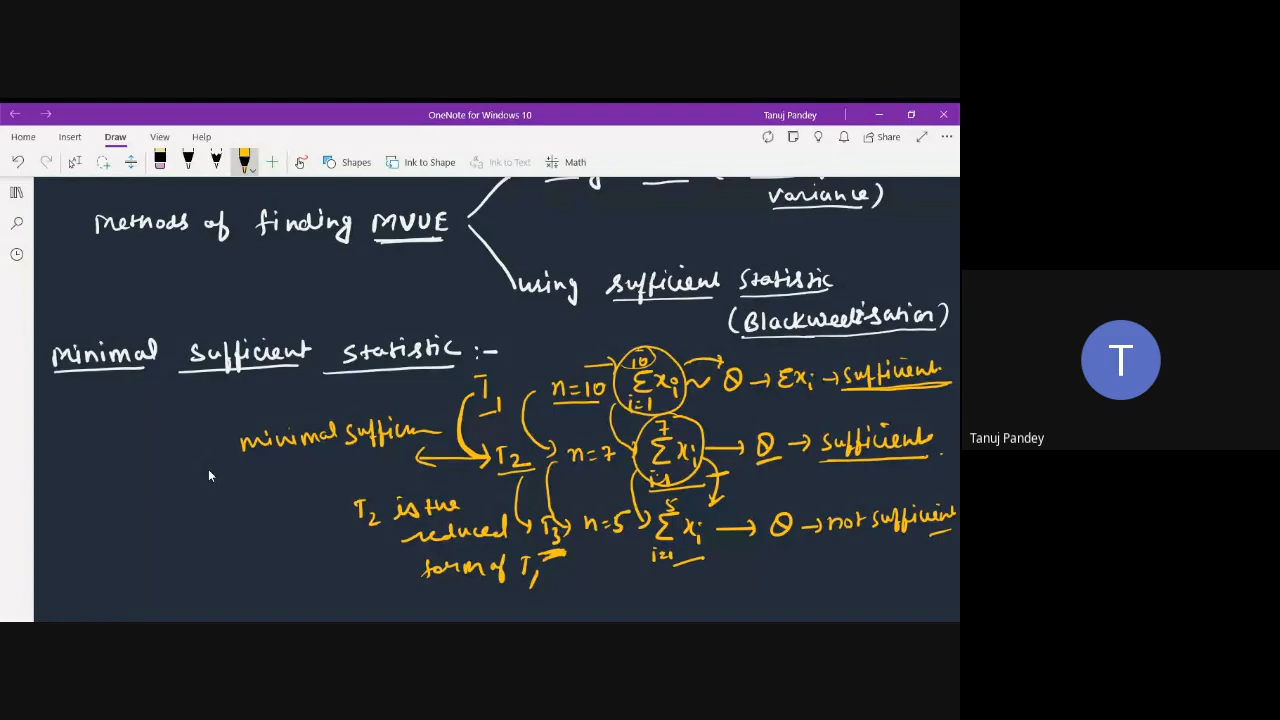 OneNote for Windows 10
Tanuj Pandey
Home Insert Draw View Help
Share
Shapes Ink to Shape Ink to Text Math
variance)
Methods of finding MVUE
using sufficient statistic
(Blackwellisation)
Minimal sufficient statistic :-
T1 n=10 10 Σxi i=1 θ → Σxi → sufficient
minimal sufficien
T2 n=7 7 Σ xi i=1 → θ → sufficient.
T2 is the
reduced
form of T1
T3 n=5 5 Σ xi i=1 → θ → not sufficient
T
Tanuj Pandey